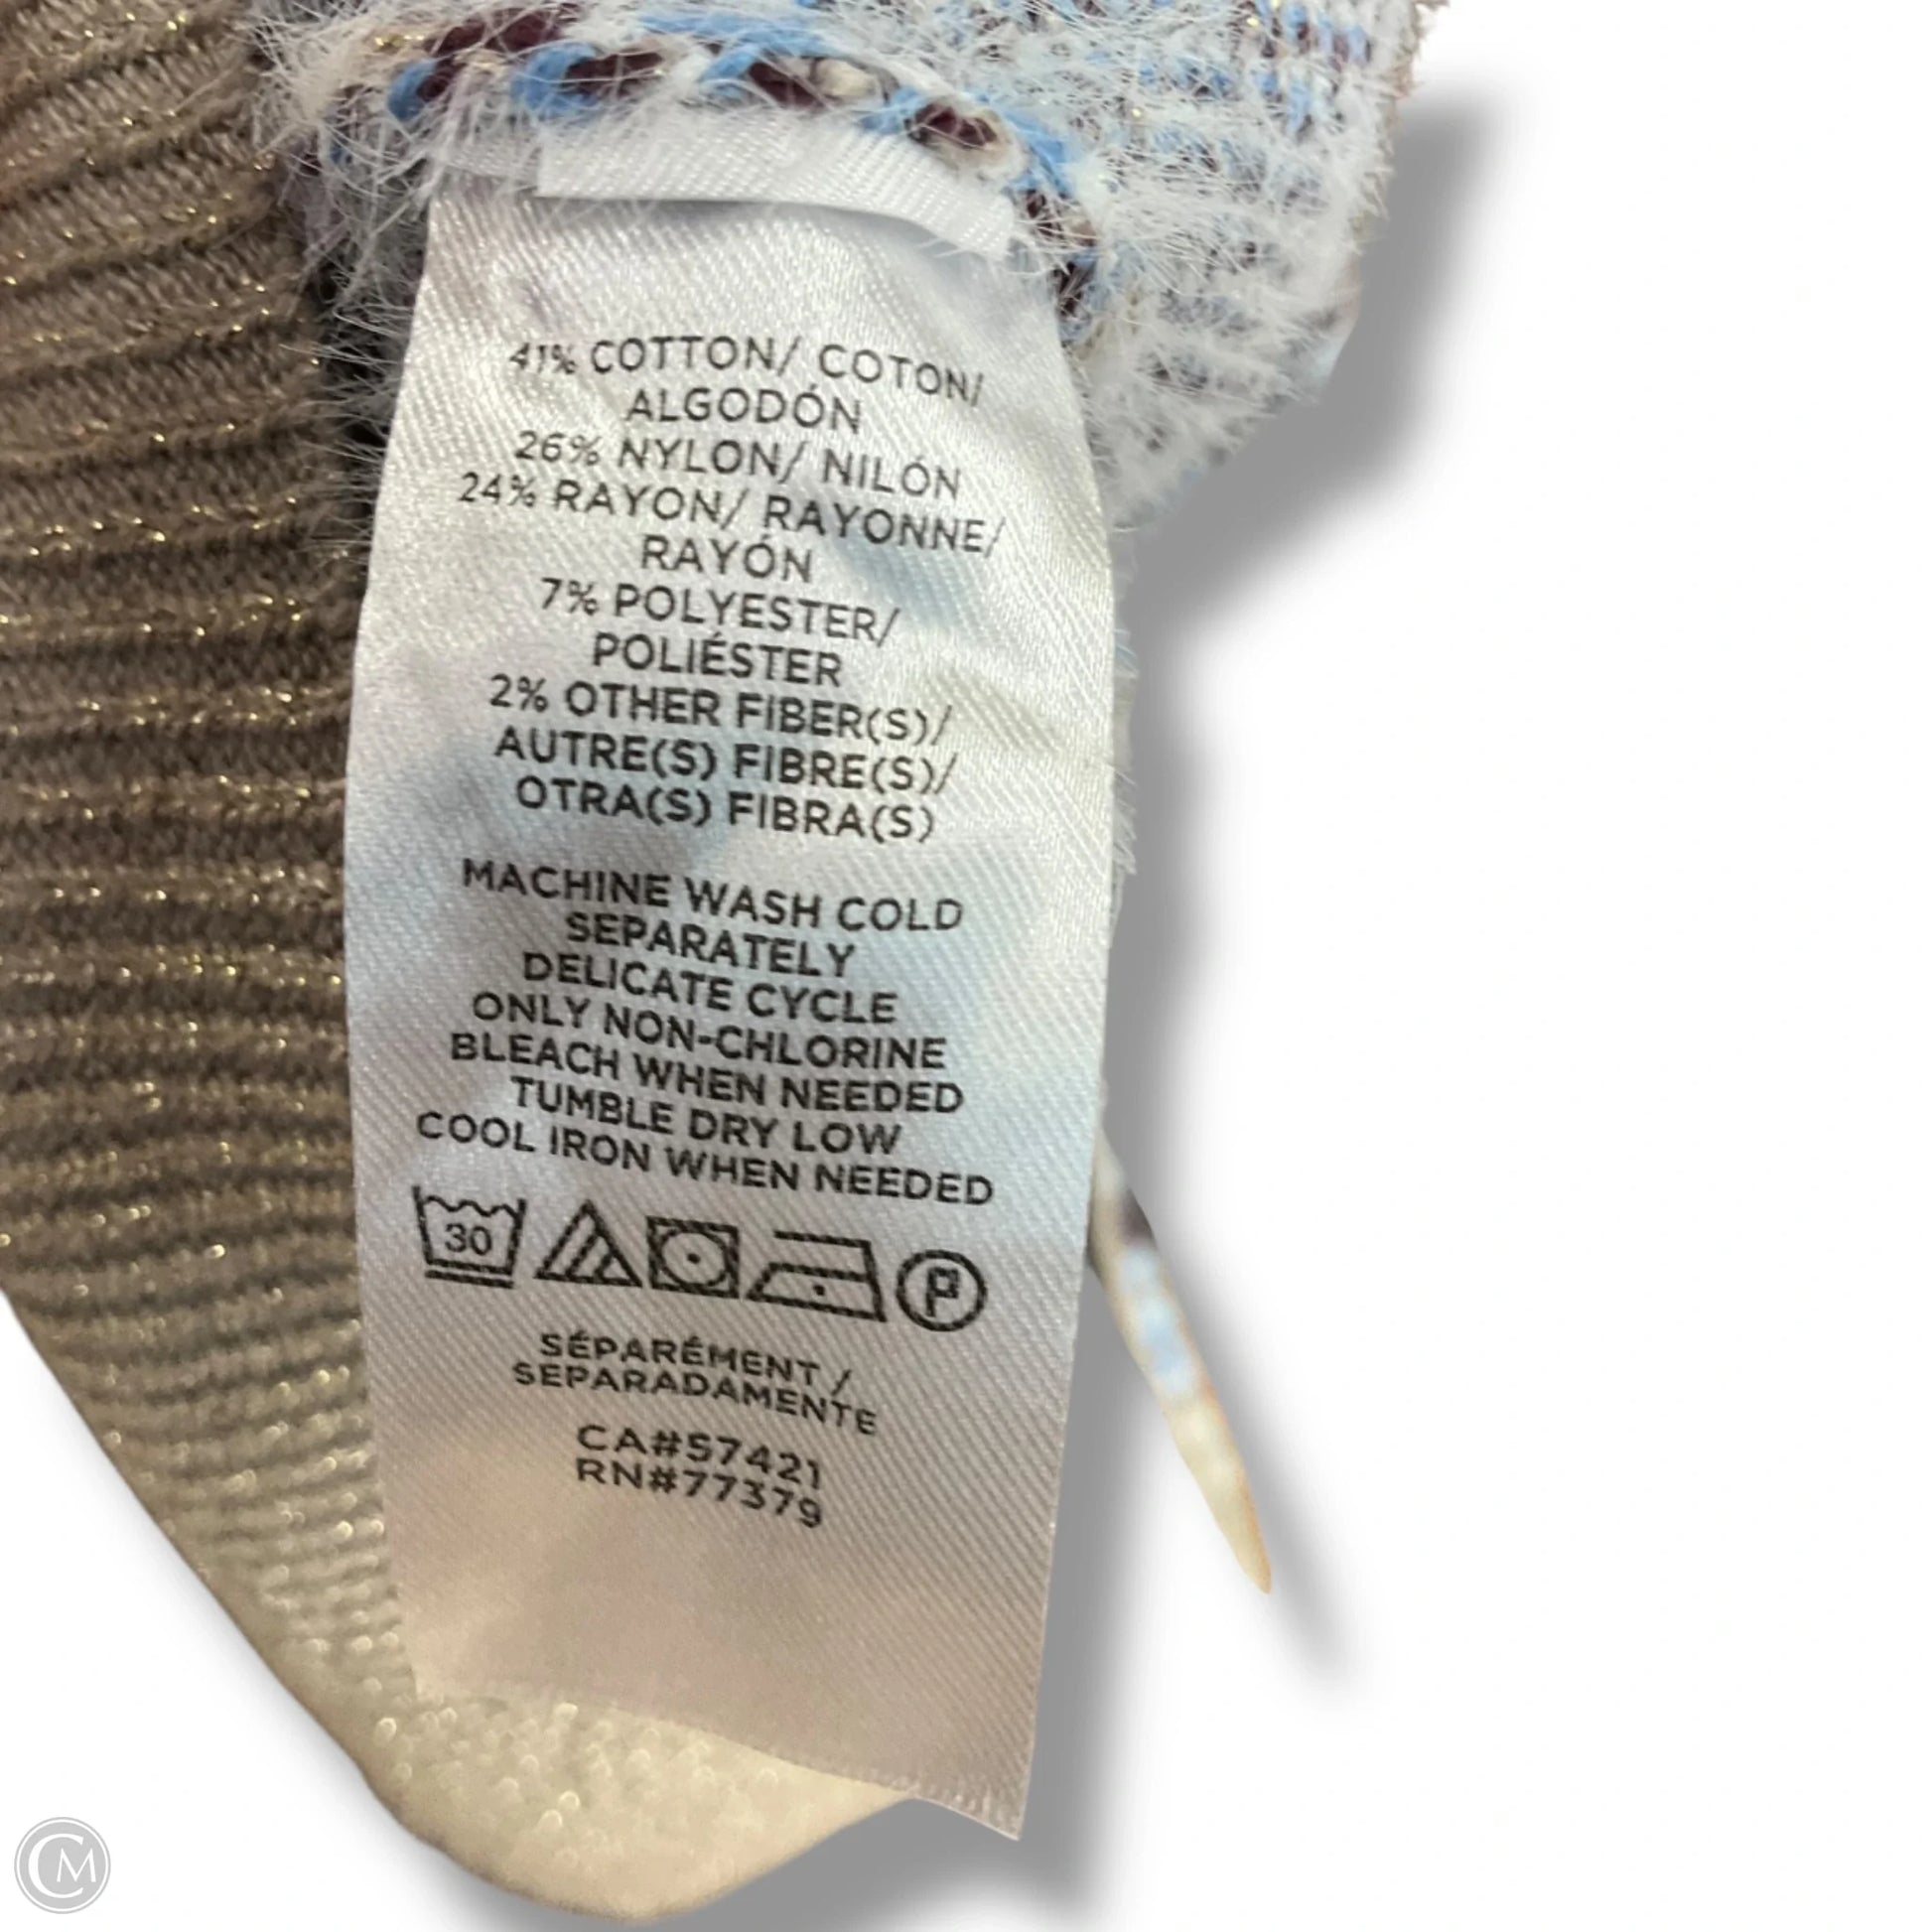 41% COTTON/ COTON/
ALGODÓN
26% NYLON/ NILÓN
24% RAYON/ RAYONNE/
RAYÓN
7% POLYESTER/
POLIÉSTER
2% OTHER FIBER(S)/
AUTRE(S) FIBRE(S)/
OTRA(S) FIBRA(S)
MACHINE WASH COLD
SEPARATELY
DELICATE CYCLE
ONLY NON-CHLORINE
BLEACH WHEN NEEDED
TUMBLE DRY LOW
COOL IRON WHEN NEEDED
30 P
SÉPARÉMENT /
SEPARADAMENTE
CA#57421
RN#77379
CM